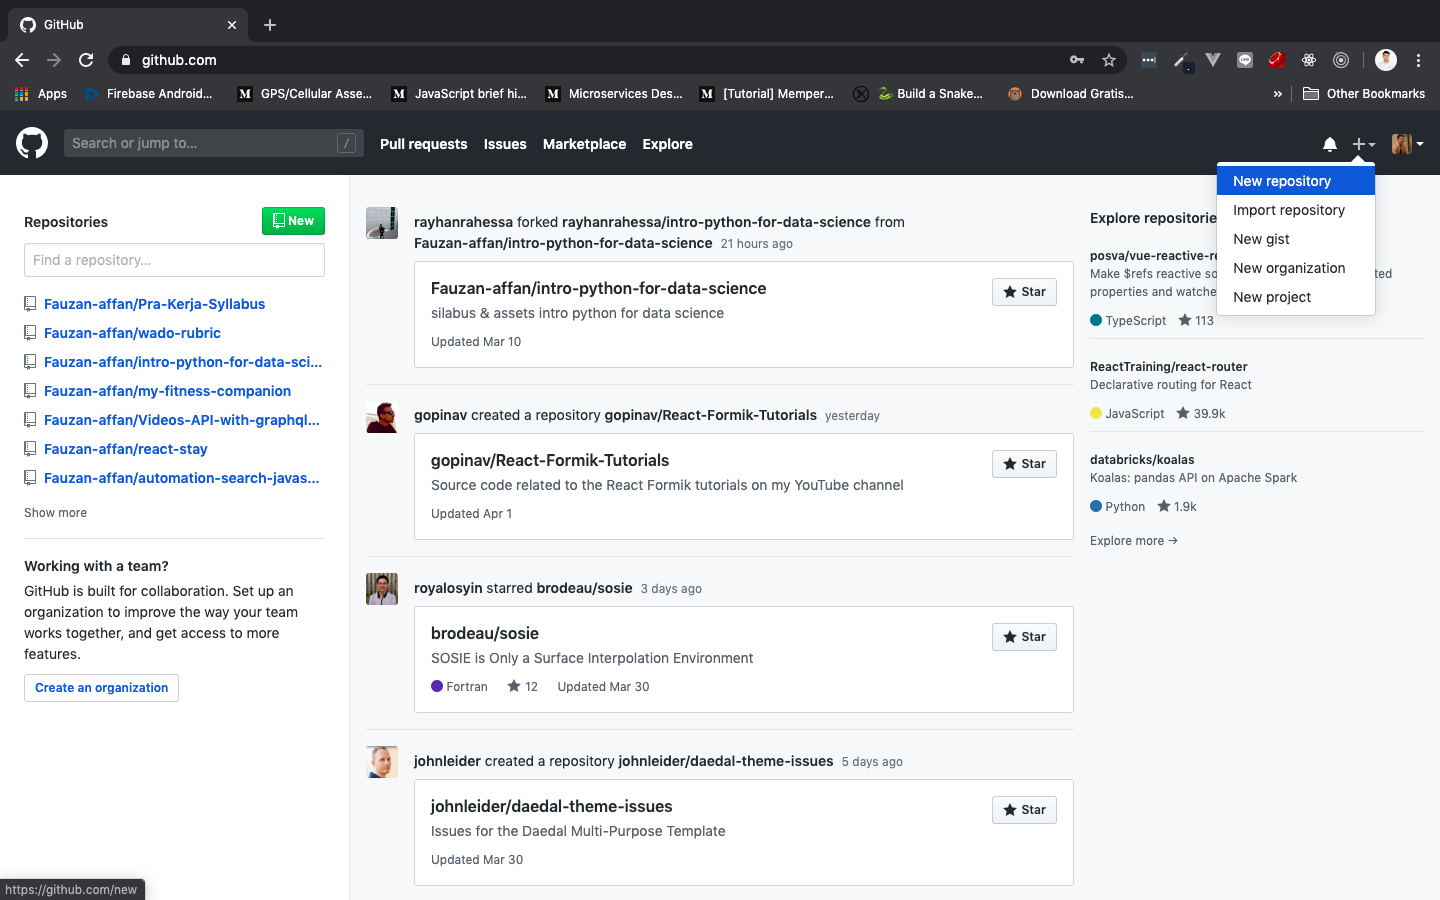 GitHub
github.com
Apps
Firebase Android...
GPS/Cellular Asse...
JavaScript brief hi...
Microservices Des...
[Tutorial] Memper...
Build a Snake...
Download Gratis...
»
Other Bookmarks
Search or jump to...
/
Pull requests
Issues
Marketplace
Explore
New repository
Import repository
New gist
New organization
New project
Repositories
New
Find a repository...
Fauzan-affan/Pra-Kerja-Syllabus
Fauzan-affan/wado-rubric
Fauzan-affan/intro-python-for-data-sci...
Fauzan-affan/my-fitness-companion
Fauzan-affan/Videos-API-with-graphql...
Fauzan-affan/react-stay
Fauzan-affan/automation-search-javas...
Show more
Working with a team?
GitHub is built for collaboration. Set up an
organization to improve the way your team
works together, and get access to more
features.
Create an organization
rayhanrahessa forked rayhanrahessa/intro-python-for-data-science from
Fauzan-affan/intro-python-for-data-science 21 hours ago
Fauzan-affan/intro-python-for-data-science
Star
silabus & assets intro python for data science
Updated Mar 10
gopinav created a repository gopinav/React-Formik-Tutorials yesterday
gopinav/React-Formik-Tutorials
Star
Source code related to the React Formik tutorials on my YouTube channel
Updated Apr 1
royalosyin starred brodeau/sosie 3 days ago
brodeau/sosie
Star
SOSIE is Only a Surface Interpolation Environment
Fortran 12 Updated Mar 30
johnleider created a repository johnleider/daedal-theme-issues 5 days ago
johnleider/daedal-theme-issues
Star
Issues for the Daedal Multi-Purpose Template
Updated Mar 30
Explore repositorie
posva/vue-reactive-re
Make $refs reactive so ted
properties and watche
TypeScript 113
ReactTraining/react-router
Declarative routing for React
JavaScript 39.9k
databricks/koalas
Koalas: pandas API on Apache Spark
Python 1.9k
Explore more →
https://github.com/new